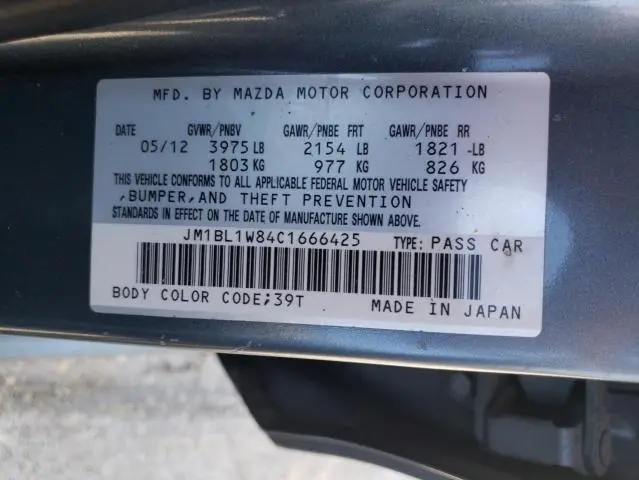 MFD. BY MAZDA MOTOR CORPORATION
DATE GVWR/PNBV GAWR/PNBE FRT GAWR/PNBE RR
05/12 3975 LB 2154 LB 1821 -LB
1803 KG 977 KG 826 KG
THIS VEHICLE CONFORMS TO ALL APPLICABLE FEDERAL MOTOR VEHICLE SAFETY
,BUMPER,AND THEFT PREVENTION
STANDARDS IN EFFECT ON THE DATE OF MANUFACTURE SHOWN ABOVE.
JM1BL1W84C1666425 TYPE: PASS CAR
BODY COLOR CODE;39T MADE IN JAPAN